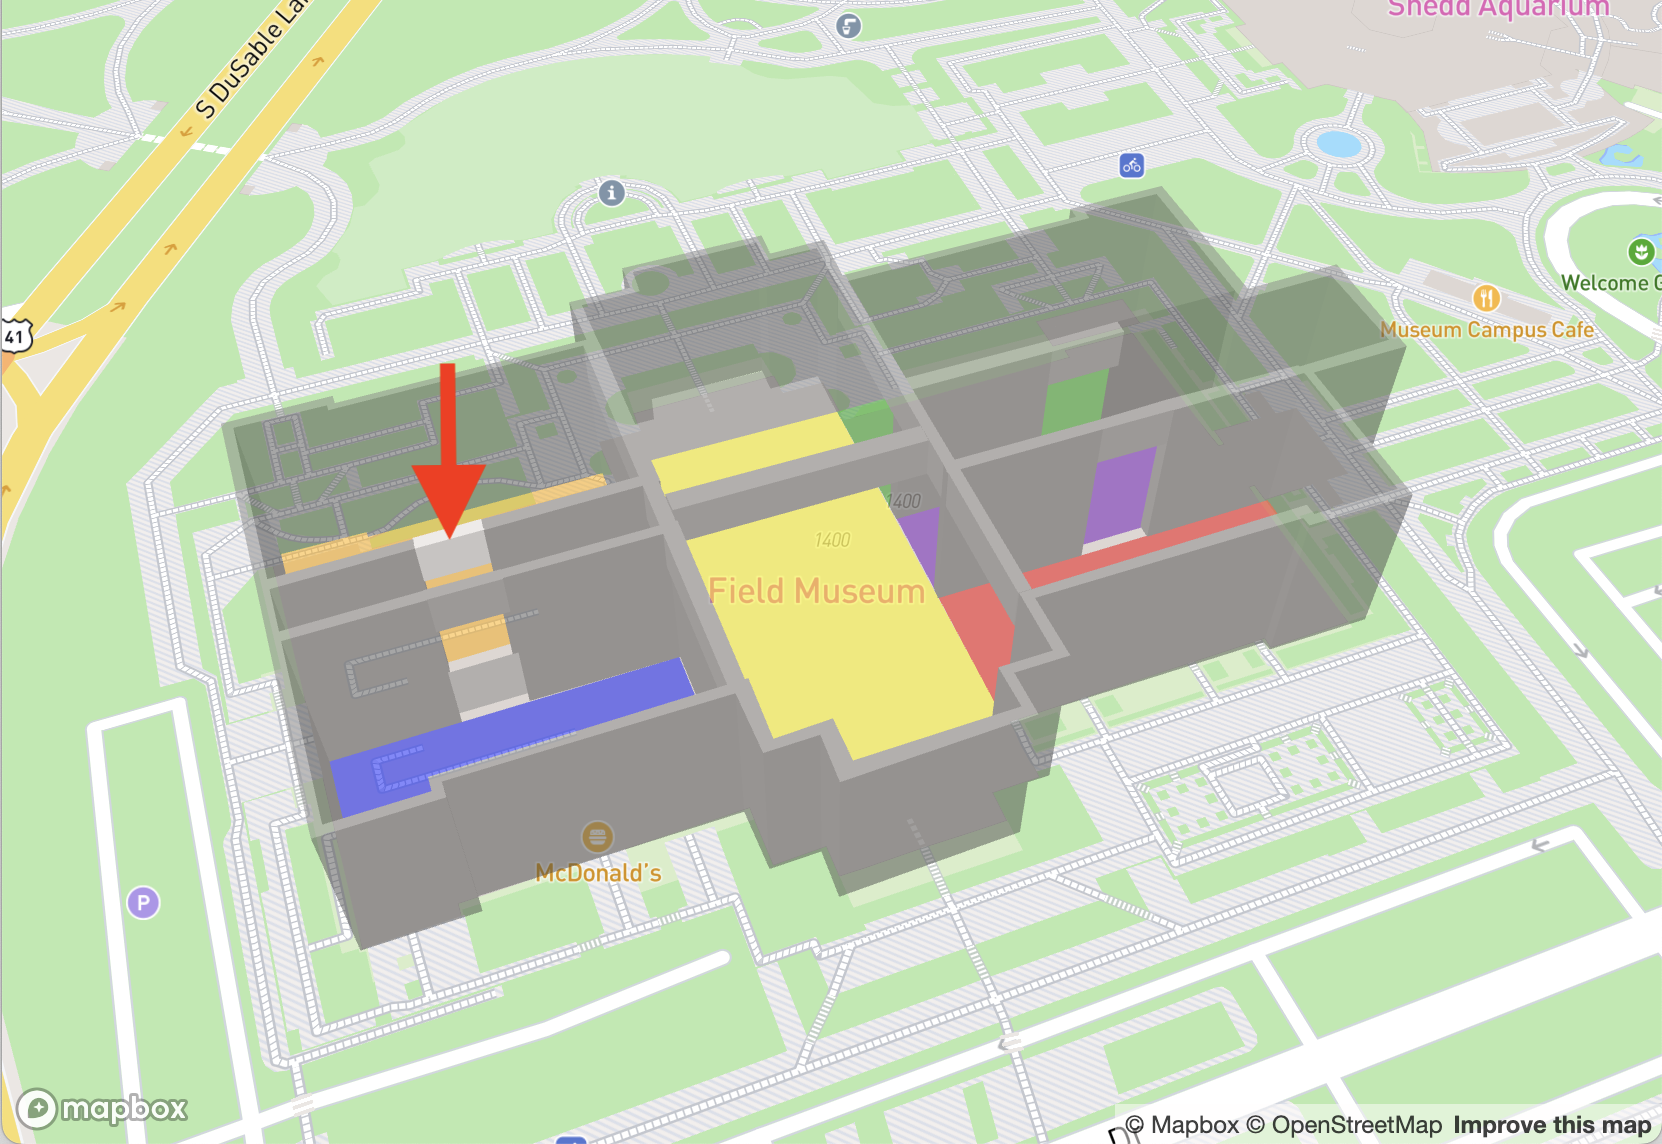 Shedd Aquarium
S DuSable La
41
Welcome G
Museum Campus Cafe
1400
1400
Field Museum
McDonald's
P
mapbox
© Mapbox © OpenStreetMap Improve this map